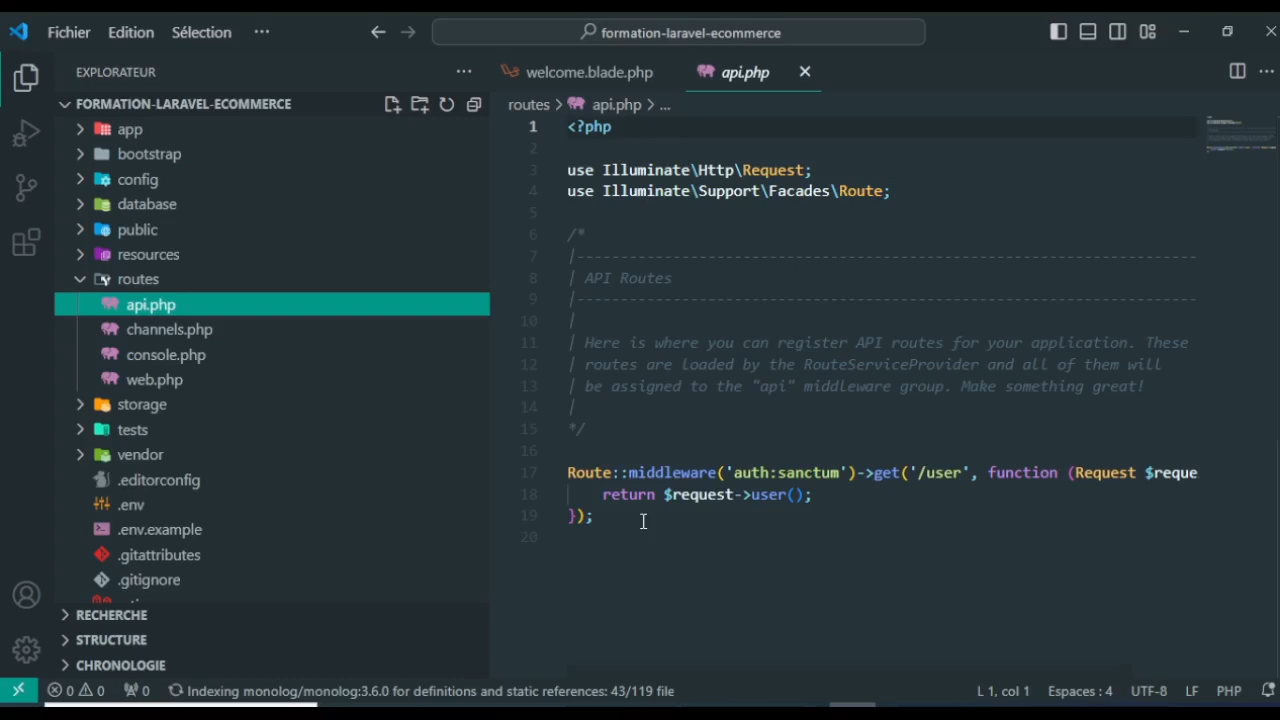 Fichier Edition Sélection ··· formation-laravel-ecommerce
EXPLORATEUR ···
FORMATION-LARAVEL-ECOMMERCE
app
bootstrap
config
database
public
resources
routes
api.php
channels.php
console.php
web.php
storage
tests
vendor
.editorconfig
.env
.env.example
.gitattributes
.gitignore
RECHERCHE
STRUCTURE
CHRONOLOGIE
welcome.blade.php api.php
routes > api.php > ...
1 <?php
2
3 use Illuminate\Http\Request;
4 use Illuminate\Support\Facades\Route;
5
6 /*
7 |--------------------------------------------------------------------------
8 | API Routes
9 |--------------------------------------------------------------------------
10 |
11 | Here is where you can register API routes for your application. These
12 | routes are loaded by the RouteServiceProvider and all of them will
13 | be assigned to the "api" middleware group. Make something great!
14 |
15 */
16
17 Route::middleware('auth:sanctum')->get('/user', function (Request $reque
18 return $request->user();
19 });
20
0 0 0 Indexing monolog/monolog:3.6.0 for definitions and static references: 43/119 file L 1, col 1 Espaces : 4 UTF-8 LF PHP